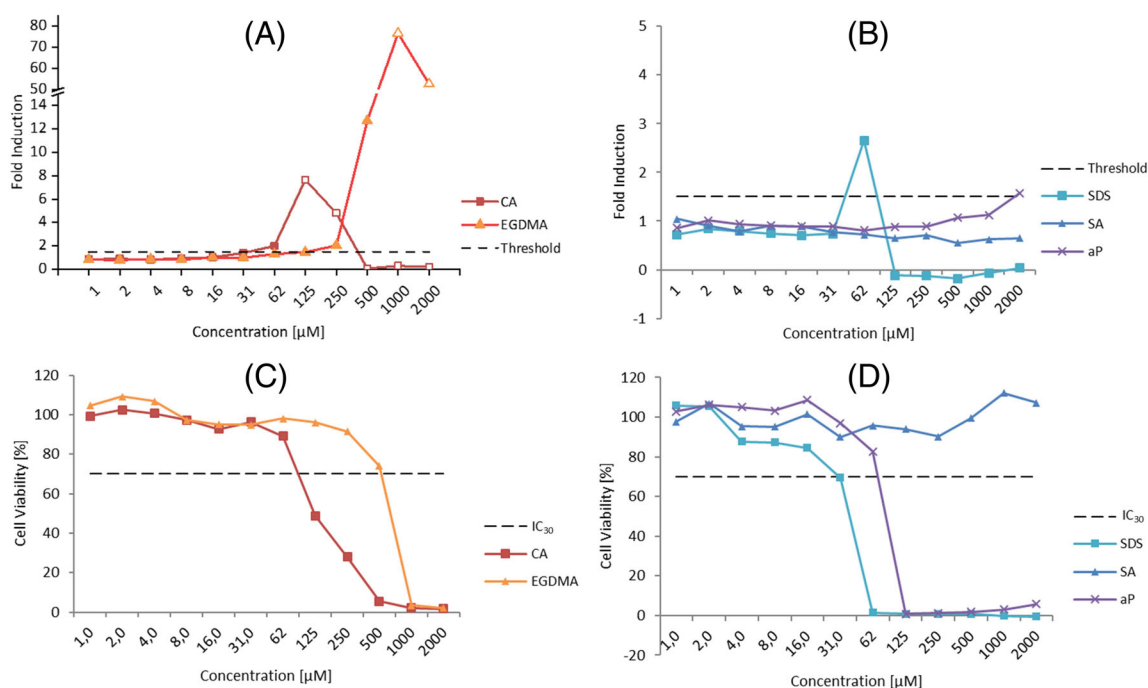 (A)
80
70
60
50
14
12
10
8
6
4
2
0
Fold Induction
1 2 4 8 16 31 62 125 250 500 1000 2000
Concentration [µM]
CA
EGDMA
Threshold
(B)
5
4
3
2
1
0
-1
Fold Induction
1 2 4 8 16 31 62 125 250 500 1000 2000
Concentration [µM]
Threshold
SDS
SA
aP
(C)
120
100
80
60
40
20
0
Cell Viability [%]
1,0 2,0 4,0 8,0 16,0 31,0 62 125 250 500 1000 2000
Concentration [µM]
IC30
CA
EGDMA
(D)
120
100
80
60
40
20
0
-20
Cell Viability [%]
1,0 2,0 4,0 8,0 16,0 31,0 62 125 250 500 1000 2000
Concentration [µM]
IC30
SDS
SA
aP